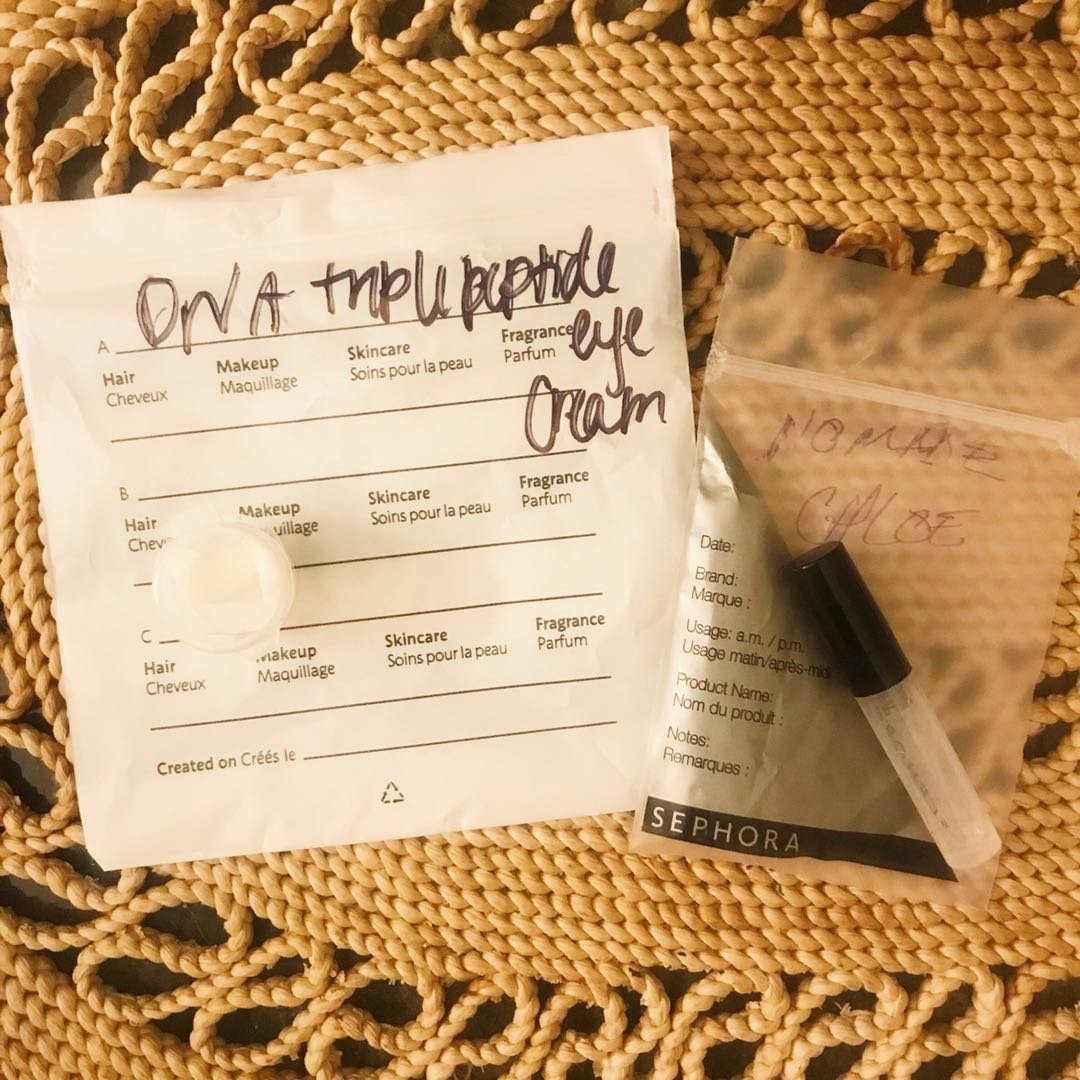 DNA triple peptide
eye
cream
A
Hair Makeup Skincare Fragrance
Cheveux Maquillage Soins pour la peau Parfum
B
Hair Makeup Skincare Fragrance
Chev uillage Soins pour la peau Parfum
C
Hair Makeup Skincare Fragrance
Cheveux Maquillage Soins pour la peau Parfum
Created on Créés le
NOMADE
CHLOE
Date:
Brand:
Marque :
Usage: a.m. / p.m.
Usage matin/après-midi
Product Name:
Nom du produit :
Notes:
Remarques :
SEPHORA